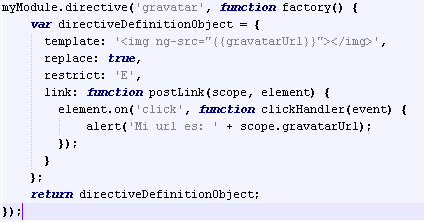 myModule.directive('gravatar', function factory() {
    var directiveDefinitionObject = {
      template: '<img ng-src="{{gravatarUrl}}"></img>',
      replace: true,
      restrict: 'E',
      link: function postLink(scope, element) {
        element.on('click', function clickHandler(event) {
            alert('Mi url es: ' + scope.gravatarUrl);
        });
      }
    };
    return directiveDefinitionObject;
});